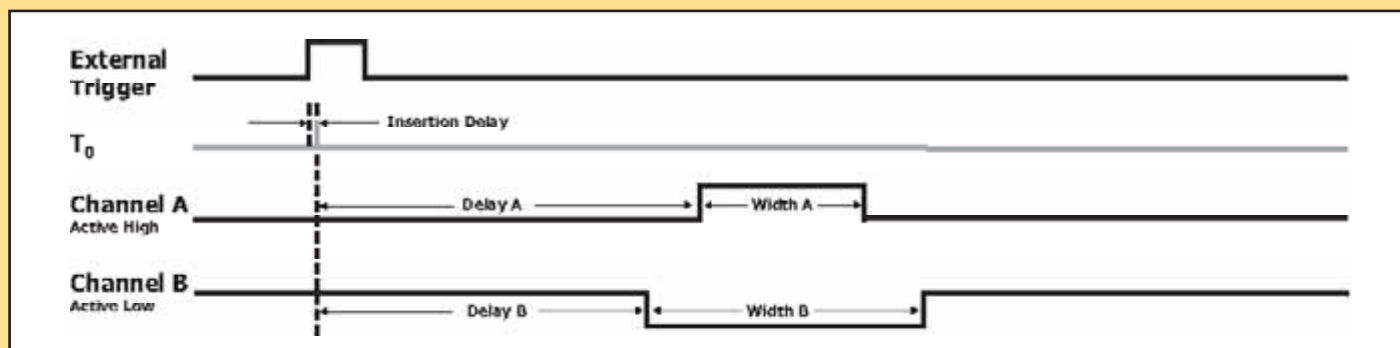 External
Trigger
Insertion Delay
T0
Channel A
Active High
Delay A
Width A
Channel B
Active Low
Delay B
Width B